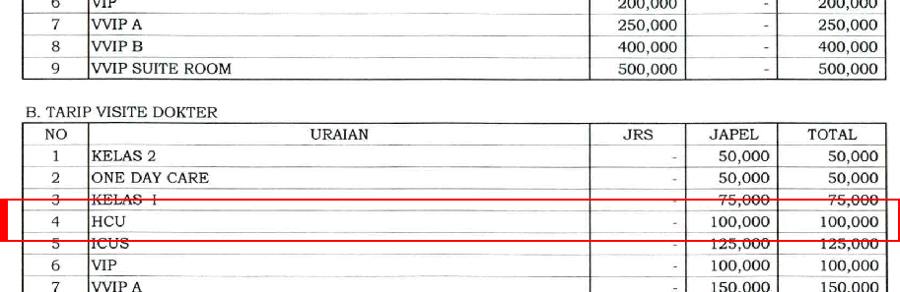 6 VIP 200,000 - 200,000
7 VVIP A 250,000 - 250,000
8 VVIP B 400,000 - 400,000
9 VVIP SUITE ROOM 500,000 - 500,000
B. TARIP VISITE DOKTER
NO URAIAN JRS JAPEL TOTAL
1 KELAS 2 - 50,000 50,000
2 ONE DAY CARE - 50,000 50,000
3 KELAS I - 75,000 75,000
4 HCU - 100,000 100,000
5 ICUS - 125,000 125,000
6 VIP - 100,000 100,000
7 VVIP A - 150,000 150,000